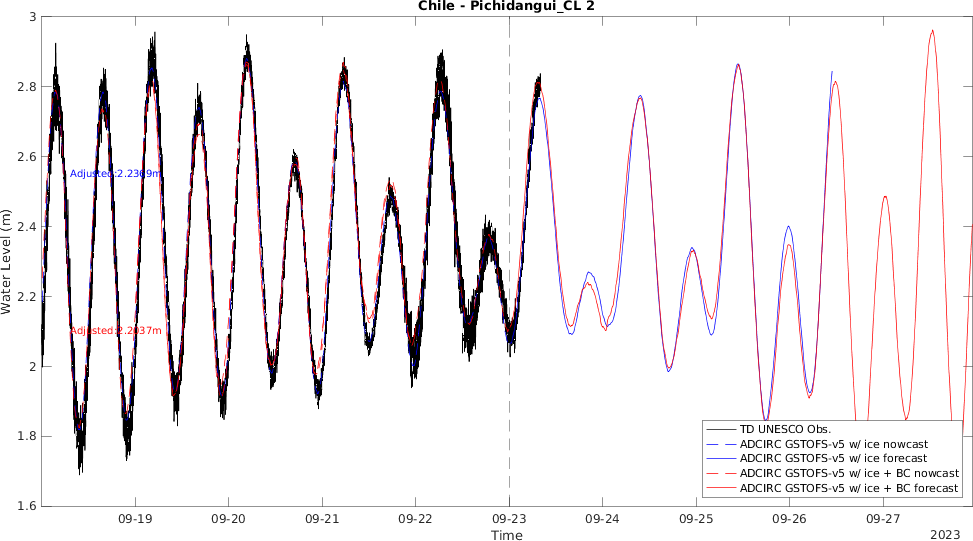 Chile - Pichidangui_CL 2
Water Level (m)
3
2.8
2.6
2.4
2.2
2
1.8
1.6
Adjusted:2.2369m
Adjusted:2.2037m
TD UNESCO Obs.
ADCIRC GSTOFS-v5 w/ ice nowcast
ADCIRC GSTOFS-v5 w/ ice forecast
ADCIRC GSTOFS-v5 w/ ice + BC nowcast
ADCIRC GSTOFS-v5 w/ ice + BC forecast
09-19 09-20 09-21 09-22 09-23 09-24 09-25 09-26 09-27
Time
2023